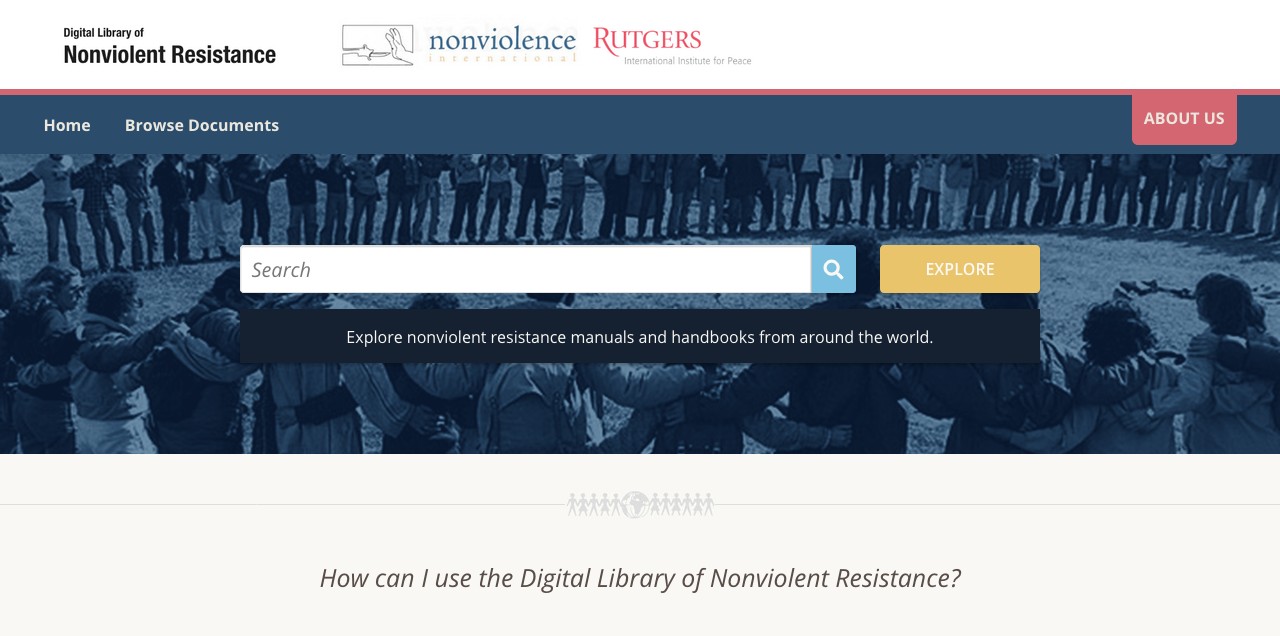 Digital Library of
Nonviolent Resistance
nonviolence
international
RUTGERS
International Institute for Peace
Home
Browse Documents
ABOUT US
Search
EXPLORE
Explore nonviolent resistance manuals and handbooks from around the world.
How can I use the Digital Library of Nonviolent Resistance?